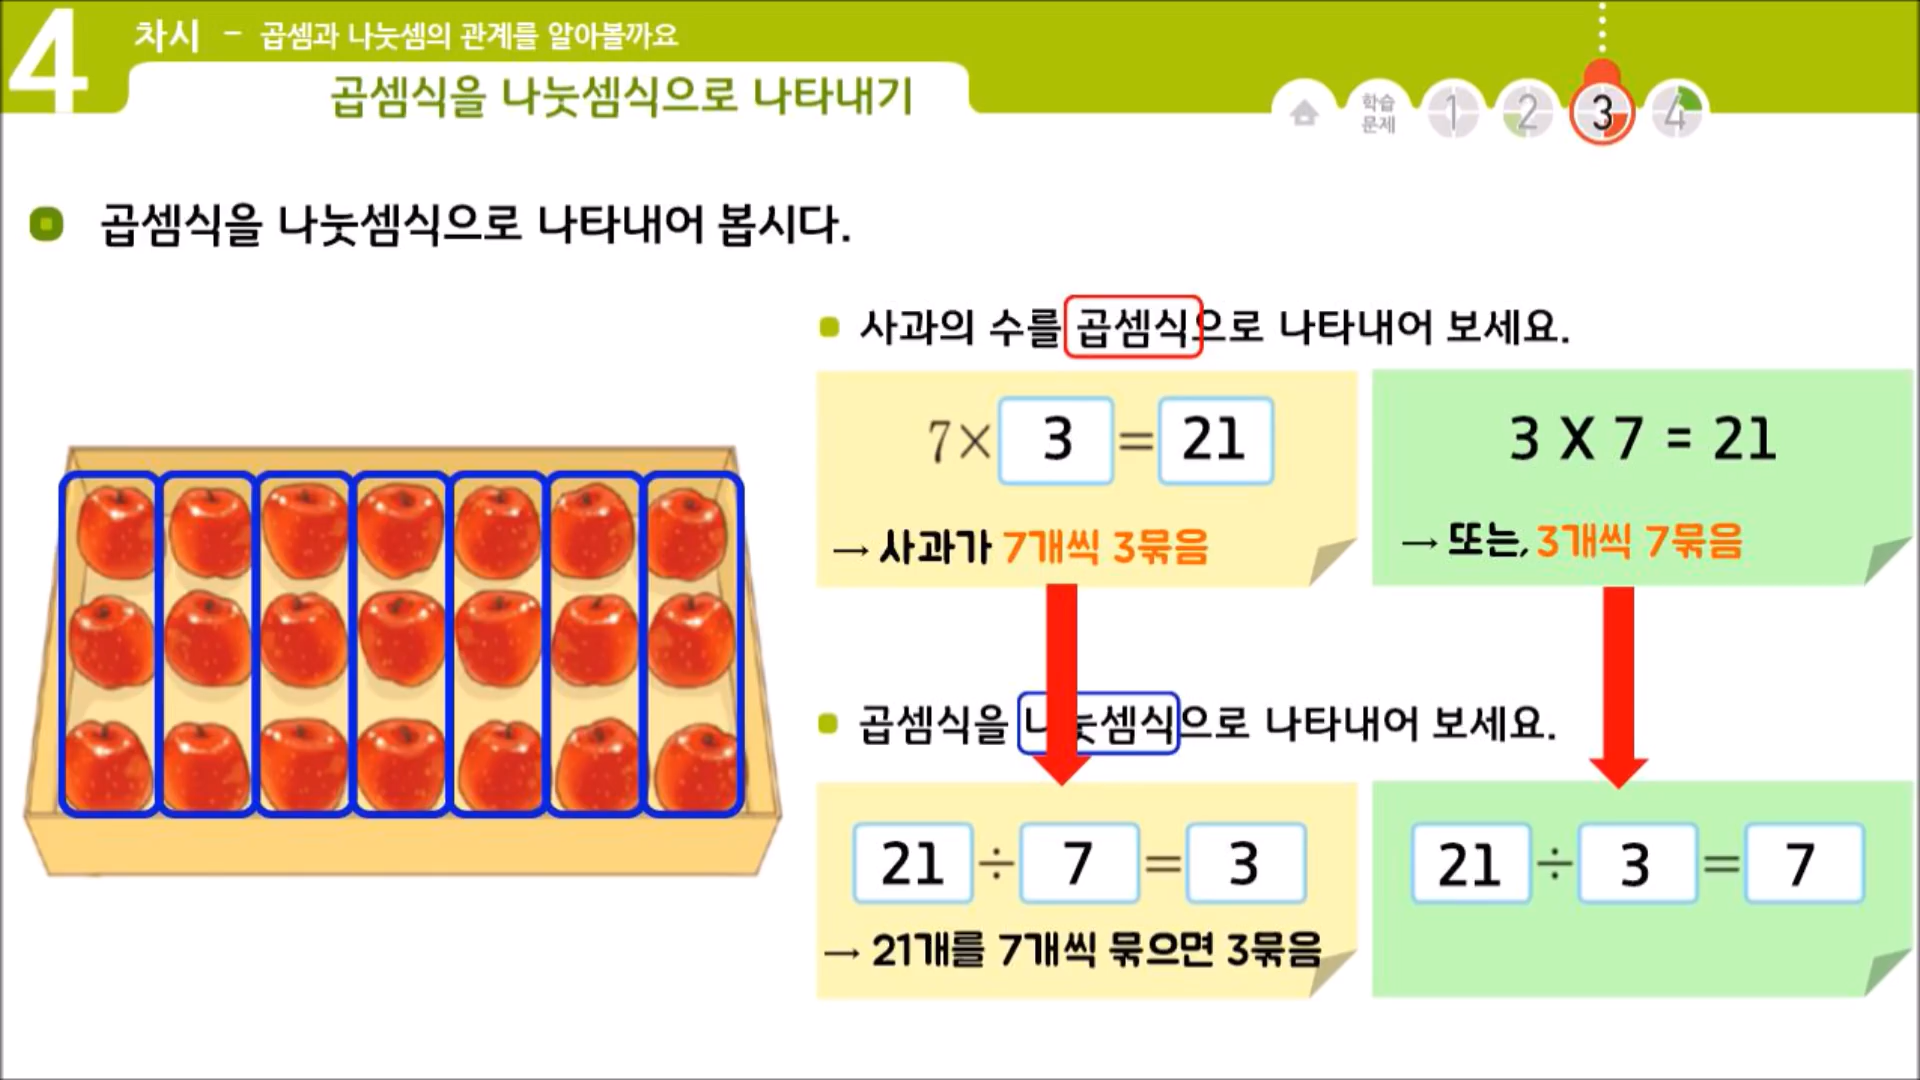 4
차시 - 곱셈과 나눗셈의 관계를 알아볼까요
곱셈식을 나눗셈식으로 나타내기
학습
문제
1
2
3
4
곱셈식을 나눗셈식으로 나타내어 봅시다.
사과의 수를 곱셈식으로 나타내어 보세요.
7× 3 = 21
→ 사과가 7개씩 3묶음
3 X 7 = 21
→ 또는, 3개씩 7묶음
곱셈식을 나눗셈식으로 나타내어 보세요.
21 ÷ 7 = 3
→ 21개를 7개씩 묶으면 3묶음
21 ÷ 3 = 7